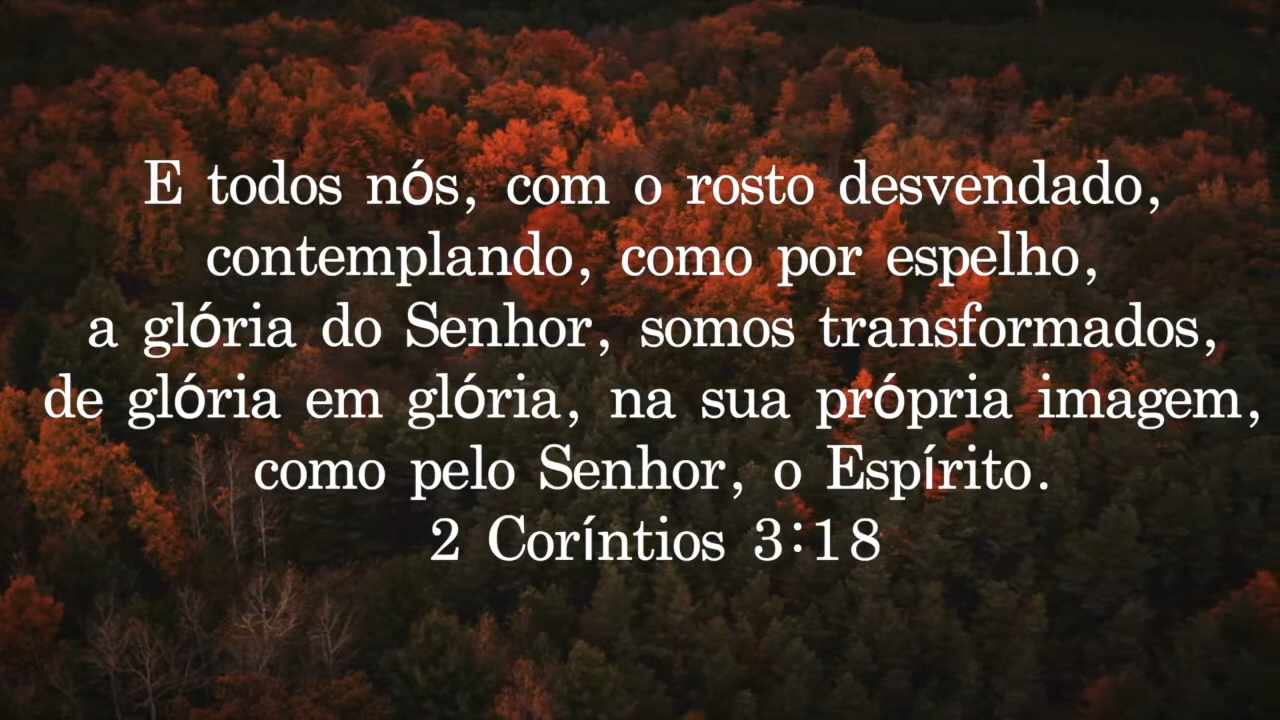 E todos nós, com o rosto desvendado,
contemplando, como por espelho,
a glória do Senhor, somos transformados,
de glória em glória, na sua própria imagem,
como pelo Senhor, o Espírito.
2 Coríntios 3:18